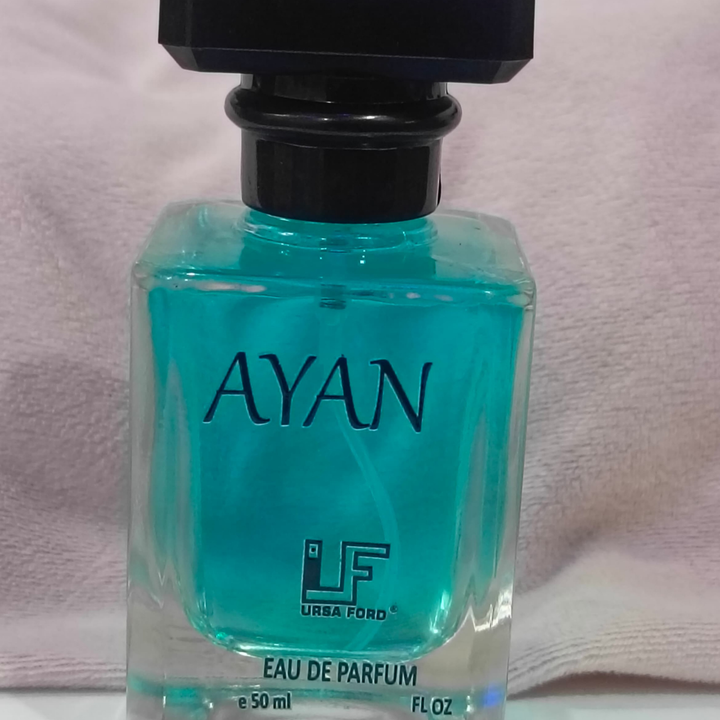 AYAN
UF
URSA FORD®
EAU DE PARFUM
e 50 ml FL OZ